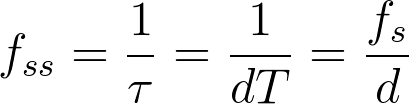 f_{ss} = \frac{1}{\tau} = \frac{1}{dT} = \frac{f_s}{d}